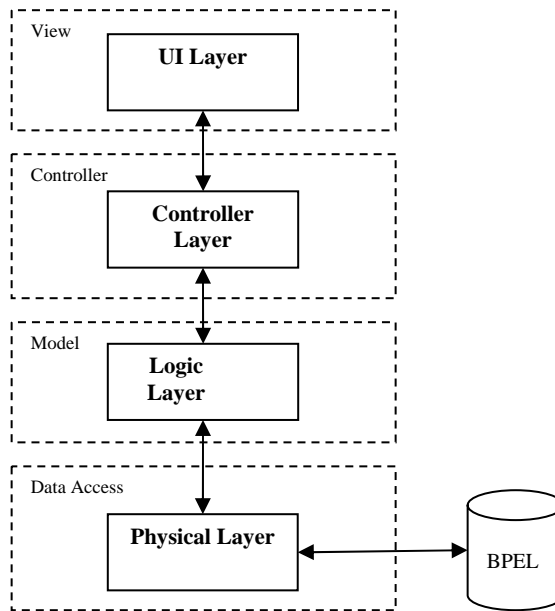 View
UI Layer
Controller
Controller
Layer
Model
Logic
Layer
Data Access
Physical Layer
BPEL